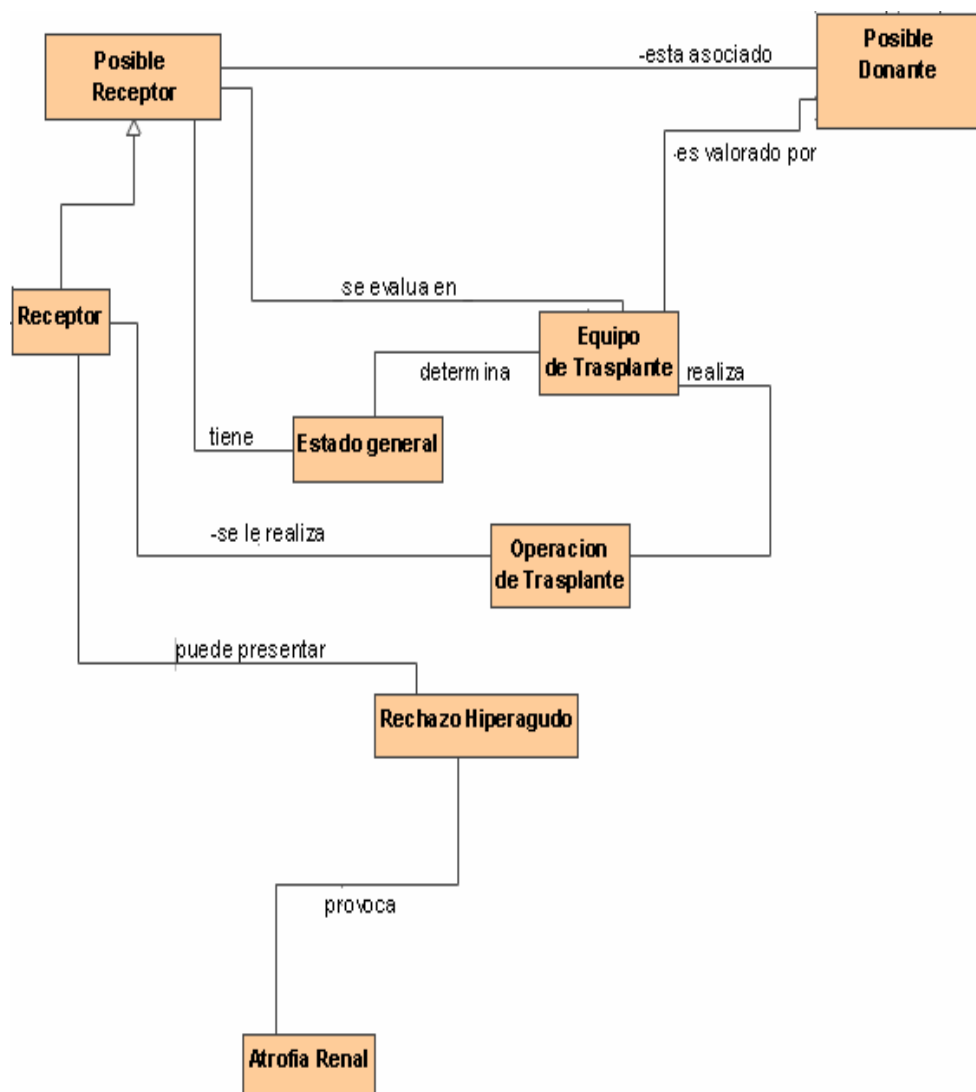 Posible
Receptor
-esta asociado
Posible
Donante
-es valorado por
se evalua en
Receptor
Equipo
de Trasplante
determina
realiza
tiene
Estado general
-se le realiza
Operacion
de Trasplante
puede presentar
Rechazo Hiperagudo
provoca
Atrofia Renal